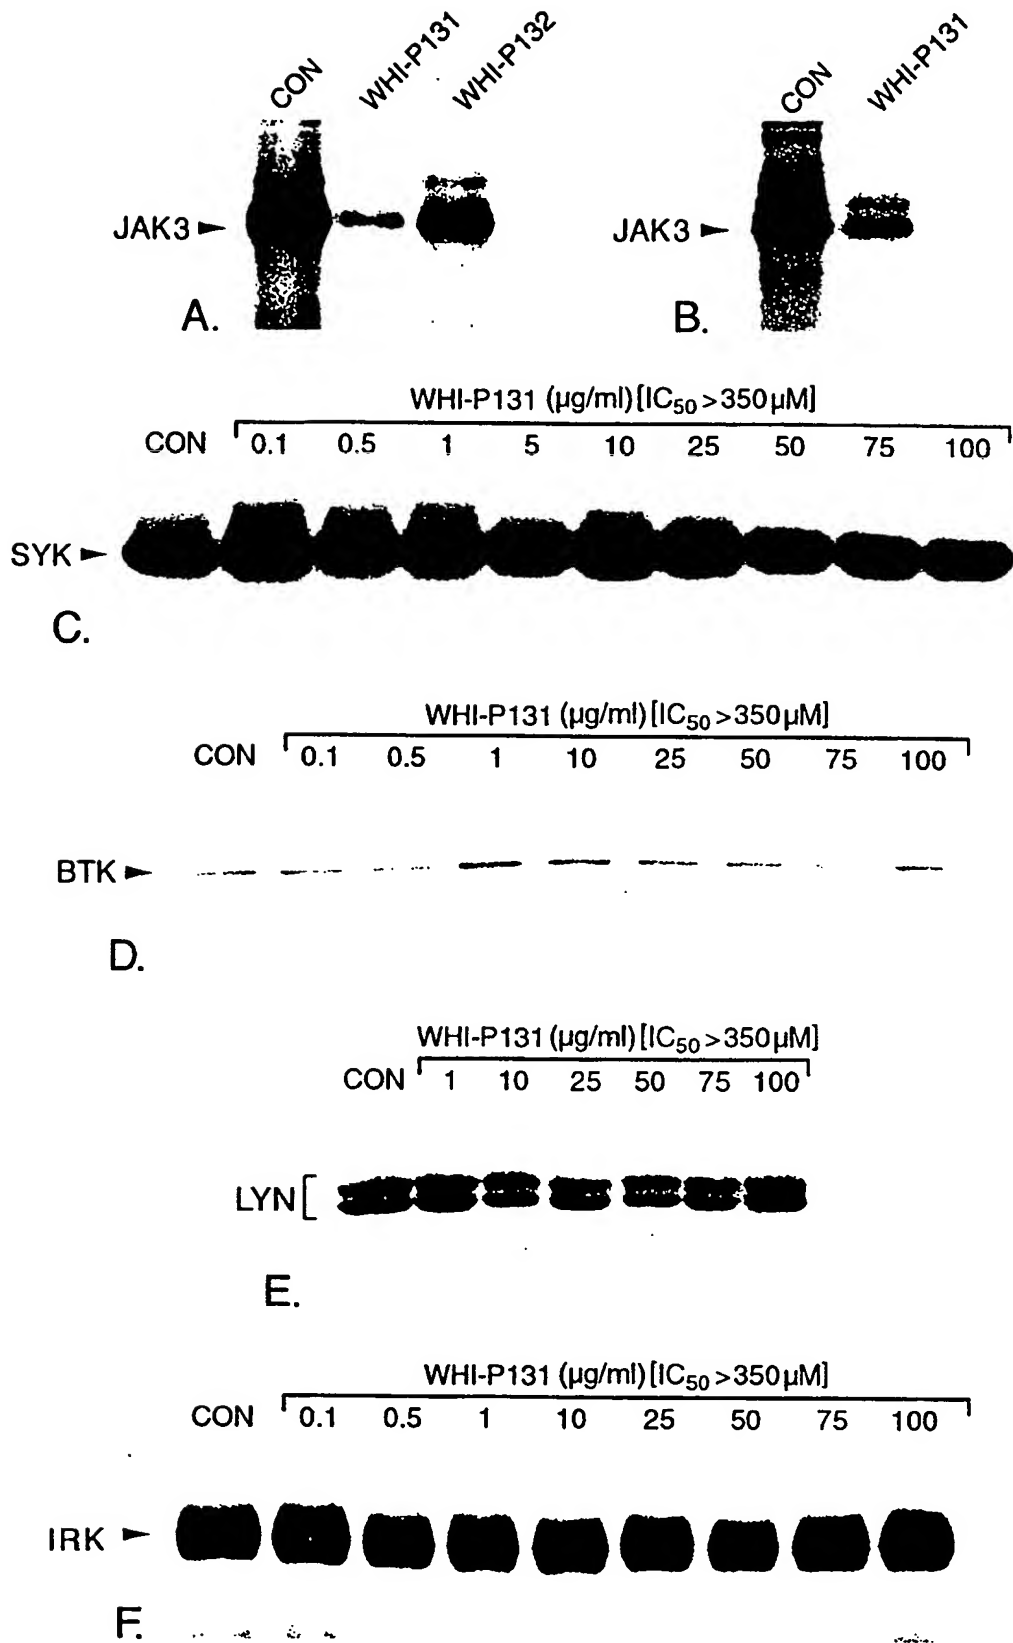 CON WHI-P131 WHI-P132
CON WHI-P131
JAK3
JAK3
A.
B.
WHI-P131 (µg/ml) [IC50 >350µM]
CON 0.1 0.5 1 5 10 25 50 75 100
SYK
C.
WHI-P131 (µg/ml) [IC50 >350µM]
CON 0.1 0.5 1 10 25 50 75 100
BTK
D.
WHI-P131 (µg/ml) [IC50 >350µM]
CON 1 10 25 50 75 100
LYN
E.
WHI-P131 (µg/ml) [IC50 >350µM]
CON 0.1 0.5 1 10 25 50 75 100
IRK
F.